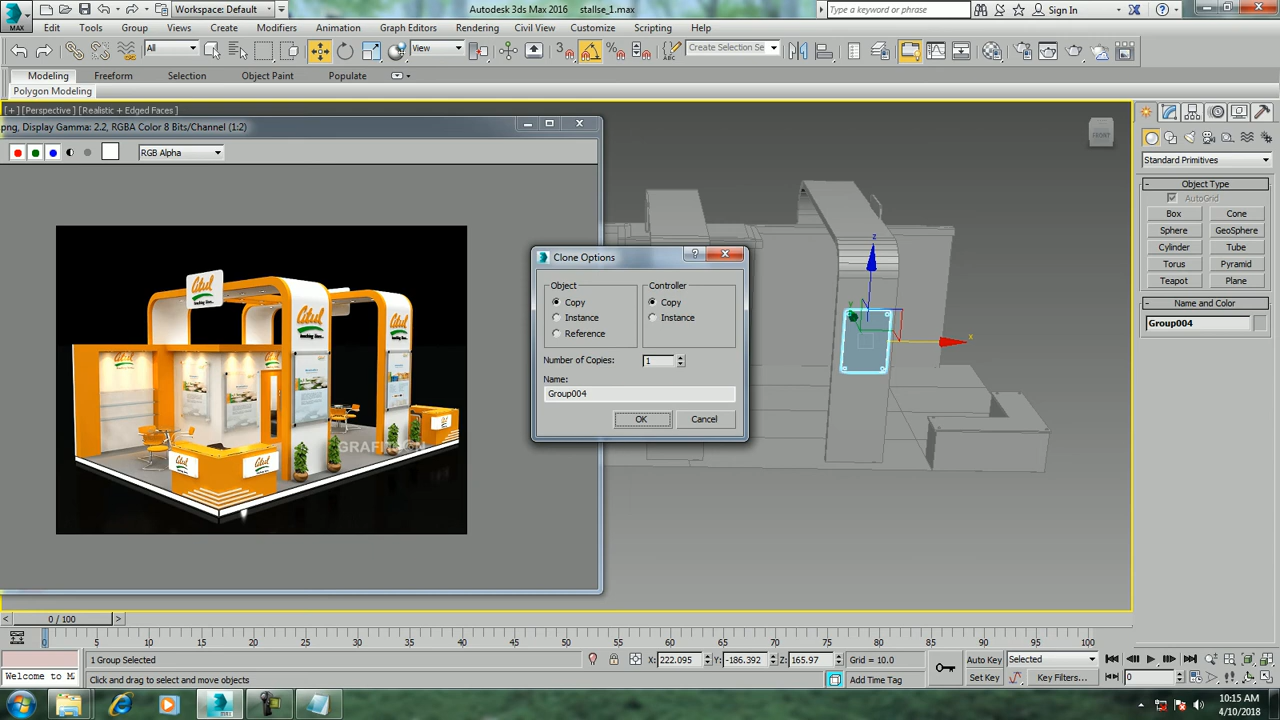 Workspace: Default
Autodesk 3ds Max 2016 stallse_1.max
Type a keyword or phrase
Sign In
MAX
Edit Tools Group Views Create Modifiers Animation Graph Editors Rendering Civil View Customize Scripting Help
All
View
Create Selection Se
Modeling Freeform Selection Object Paint Populate
Polygon Modeling
[+] [Perspective] [Realistic + Edged Faces]
png, Display Gamma: 2.2, RGBA Color 8 Bits/Channel (1:2)
RGB Alpha
FRONT
Standard Primitives
- Object Type
AutoGrid
Box Cone
Sphere GeoSphere
Cylinder Tube
Torus Pyramid
Teapot Plane
- Name and Color
Group004
Clone Options
Object
Copy
Instance
Reference
Controller
Copy
Instance
Number of Copies: 1
Name:
Group004
OK Cancel
z
y
x
Atul
Atul
Atul
GRAFITSON
0 / 100
0 5 10 15 20 25 30 35 40 45 50 55 60 65 70 75 80 85 90 95 100
1 Group Selected
X: 222.095 Y: -186.392 Z: 165.97 Grid = 10.0
Auto Key Selected
Welcome to M
Click and drag to select and move objects
Add Time Tag
Set Key Key Filters... 0
10:15 AM
4/10/2018